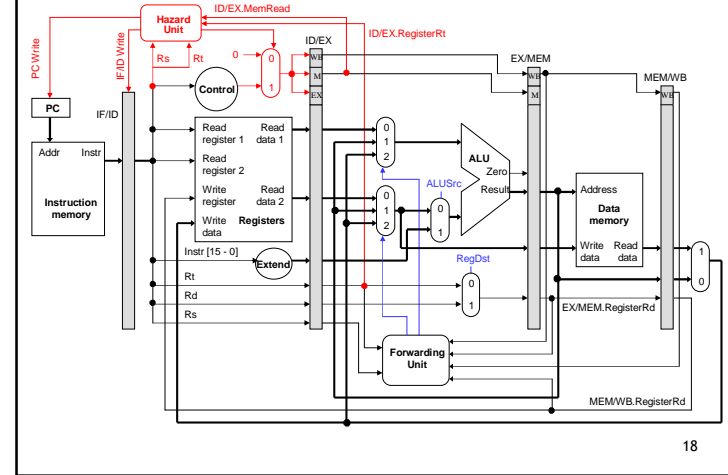 ID/EX.MemRead
Hazard
Unit
ID/EX.RegisterRt
PC Write
IF/ID Write
Rs
Rt
0
0
1
ID/EX
WB
M
EX
EX/MEM
WB
M
MEM/WB
WB
Control
PC
IF/ID
Addr
Instr
Instruction
memory
Read
register 1
Read
data 1
Read
register 2
Write
register
Read
data 2
Write
data
Registers
0
1
2
0
1
2
ALUSrc
0
1
ALU
Zero
Result
Address
Data
memory
Write
data
Read
data
1
0
Instr [15 - 0]
Extend
RegDst
0
1
Rt
Rd
Rs
EX/MEM.RegisterRd
Forwarding
Unit
MEM/WB.RegisterRd
18